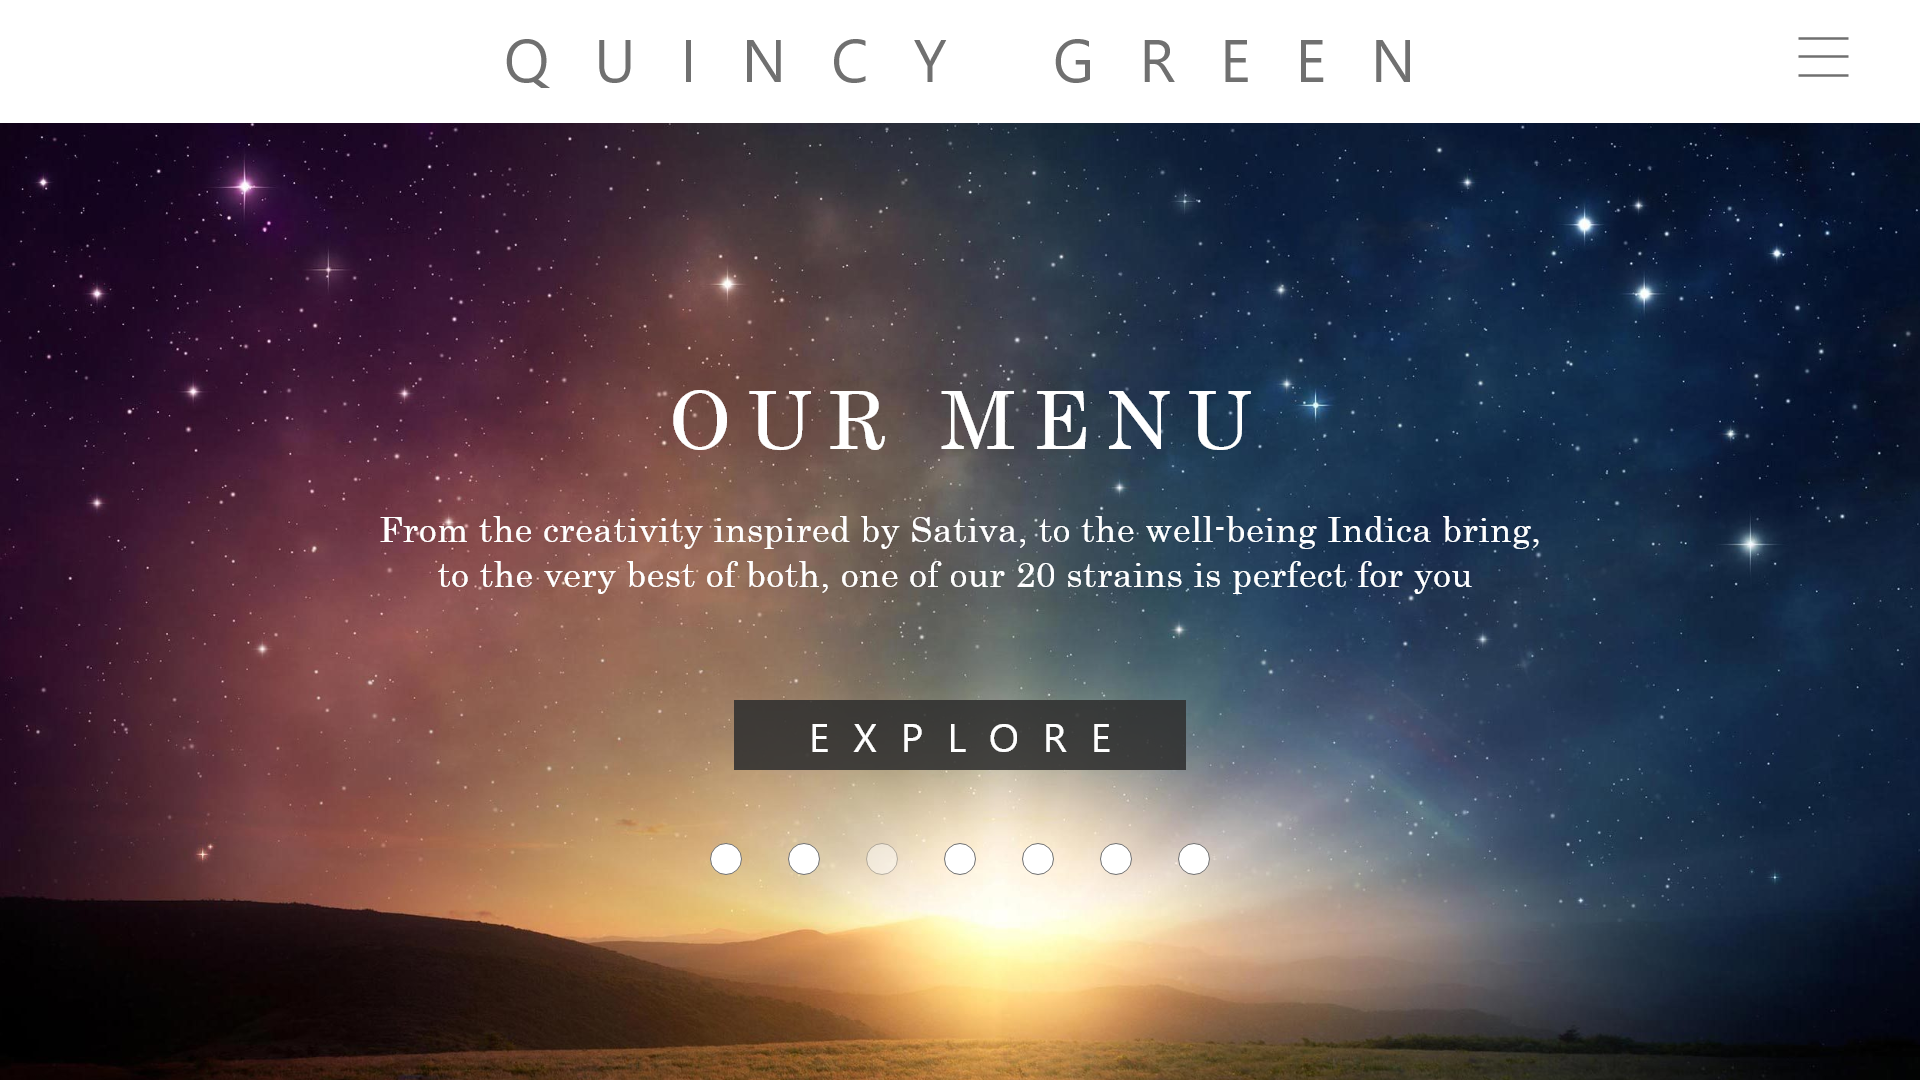 QUINCY GREEN
OUR MENU
From the creativity inspired by Sativa, to the well-being Indica bring,
to the very best of both, one of our 20 strains is perfect for you
EXPLORE